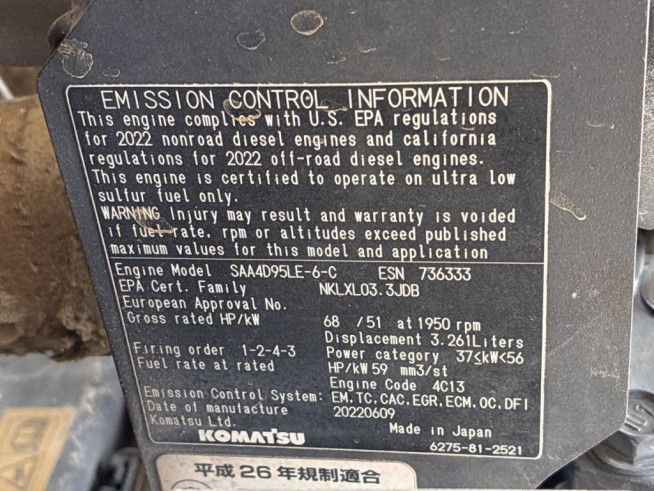 EMISSION CONTROL INFORMATION
This engine complies with U.S. EPA regulations
for 2022 nonroad diesel engines and california
regulations for 2022 off-road diesel engines.
This engine is certified to operate on ultra low
sulfur fuel only.
WARNING Injury may result and warranty is voided
if fuel rate, rpm or altitudes exceed published
maximum values for this model and application
Engine Model SAA4D95LE-6-C ESN 736333
EPA Cert. Family NKLXL03.3JDB
European Approval No.
Gross rated HP/kW 68 /51 at 1950 rpm
Displacement 3.261Liters
Firing order 1-2-4-3 Power category 37≤kW<56
Fuel rate at rated HP/kW 59 mm3/st
Engine Code 4C13
Emission Control System: EM,TC,CAC,EGR,ECM,OC,DFI
Date of manufacture 20220609
Komatsu Ltd. Made in Japan
KOMATSU 6275-81-2521
平成26年規制適合